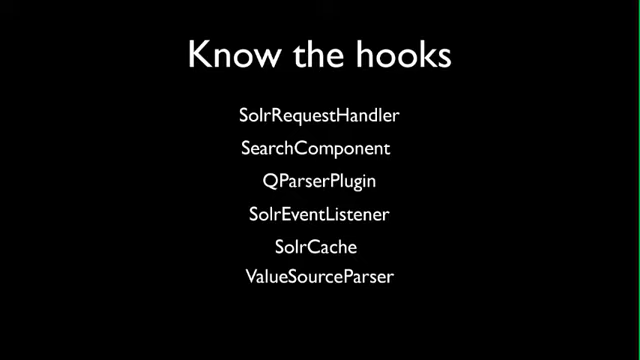 Know the hooks
SolrRequestHandler
SearchComponent
QParserPlugin
SolrEventListener
SolrCache
ValueSourceParser